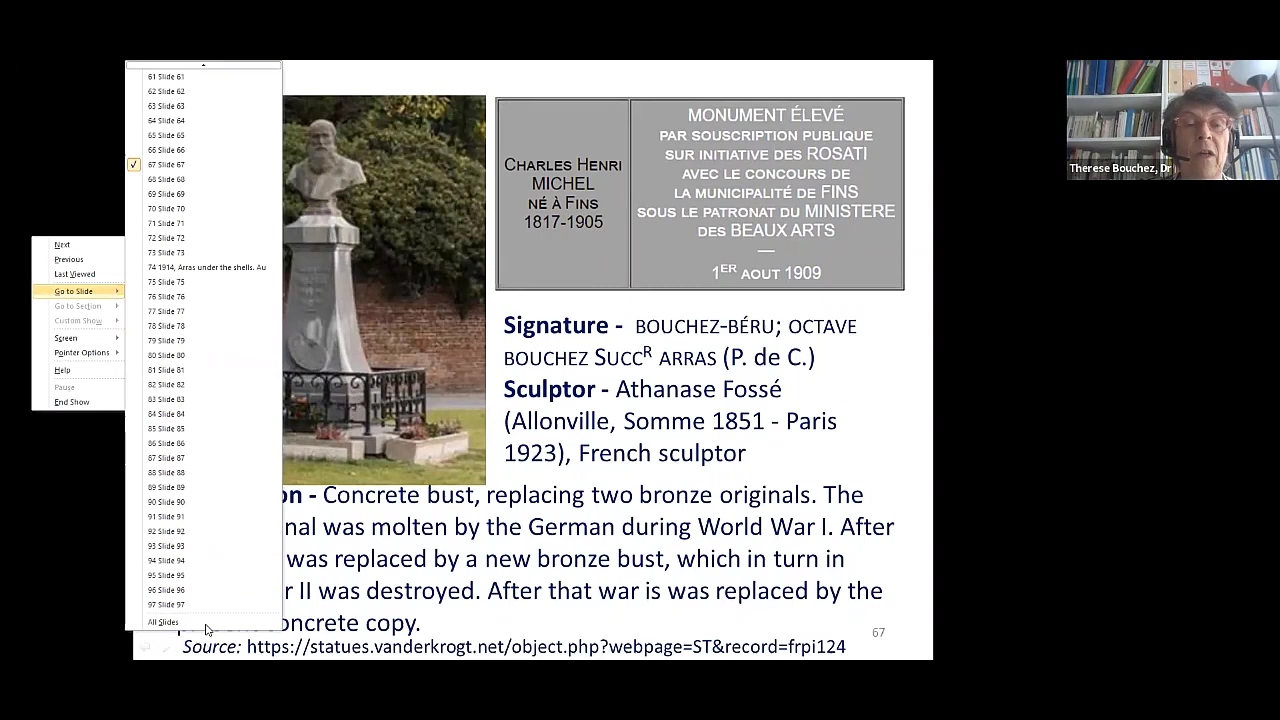 61 Slide 61
62 Slide 62
63 Slide 63
64 Slide 64
65 Slide 65
66 Slide 66
67 Slide 67
68 Slide 68
69 Slide 69
70 Slide 70
71 Slide 71
72 Slide 72
73 Slide 73
74 1914, Arras under the shells. Au
75 Slide 75
76 Slide 76
77 Slide 77
78 Slide 78
79 Slide 79
80 Slide 80
81 Slide 81
82 Slide 82
83 Slide 83
84 Slide 84
85 Slide 85
86 Slide 86
87 Slide 87
88 Slide 88
89 Slide 89
90 Slide 90
91 Slide 91
92 Slide 92
93 Slide 93
94 Slide 94
95 Slide 95
96 Slide 96
97 Slide 97
All Slides
Next
Previous
Last Viewed
Go to Slide
Go to Section
Custom Show
Screen
Pointer Options
Help
Pause
End Show
CHARLES HENRI
MICHEL
NÉ À FINS
1817-1905
MONUMENT ÉLEVÉ
PAR SOUSCRIPTION PUBLIQUE
SUR INITIATIVE DES ROSATI
AVEC LE CONCOURS DE
LA MUNICIPALITÉ DE FINS
SOUS LE PATRONAT DU MINISTERE
DES BEAUX ARTS
—
1ER AOUT 1909
Signature - BOUCHEZ-BÉRU; OCTAVE
BOUCHEZ SUCCR ARRAS (P. de C.)
Sculptor - Athanase Fossé
(Allonville, Somme 1851 - Paris
1923), French sculptor
on - Concrete bust, replacing two bronze originals. The
nal was molten by the German during World War I. After
was replaced by a new bronze bust, which in turn in
r II was destroyed. After that war is was replaced by the
concrete copy.
67
Source: https://statues.vanderkrogt.net/object.php?webpage=ST&record=frpi124
Therese Bouchez, Dr